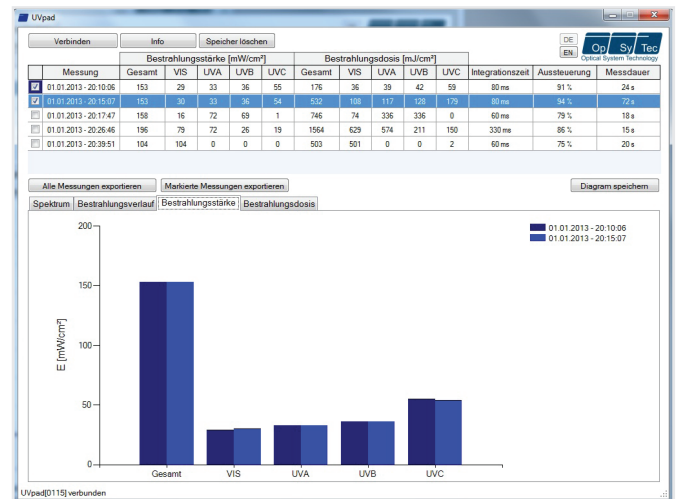 UVpad
Verbinden Info Speicher löschen
DE
EN
Op Sy Tec
Optical System Technology
Bestrahlungsstärke [mW/cm²] Bestrahlungsdosis [mJ/cm²]
Messung Gesamt VIS UVA UVB UVC Gesamt VIS UVA UVB UVC Integrationszeit Aussteuerung Messdauer
01.01.2013 - 20:10:06 153 29 33 36 55 176 36 39 42 59 80 ms 91 % 24 s
01.01.2013 - 20:15:07 153 30 33 36 54 532 108 117 128 179 80 ms 94 % 72 s
01.01.2013 - 20:17:47 158 16 72 69 1 746 74 336 336 0 60 ms 79 % 18 s
01.01.2013 - 20:26:46 196 79 72 26 19 1564 629 574 211 150 330 ms 86 % 15 s
01.01.2013 - 20:39:51 104 104 0 0 0 503 501 0 0 2 60 ms 75 % 20 s
Alle Messungen exportieren Markierte Messungen exportieren Diagram speichern
Spektrum Bestrahlungsverlauf Bestrahlungsstärke Bestrahlungsdosis
01.01.2013 - 20:10:06
01.01.2013 - 20:15:07
200
150
100
50
0
E [mW/cm²]
Gesamt VIS UVA UVB UVC
UVpad[0115] verbunden